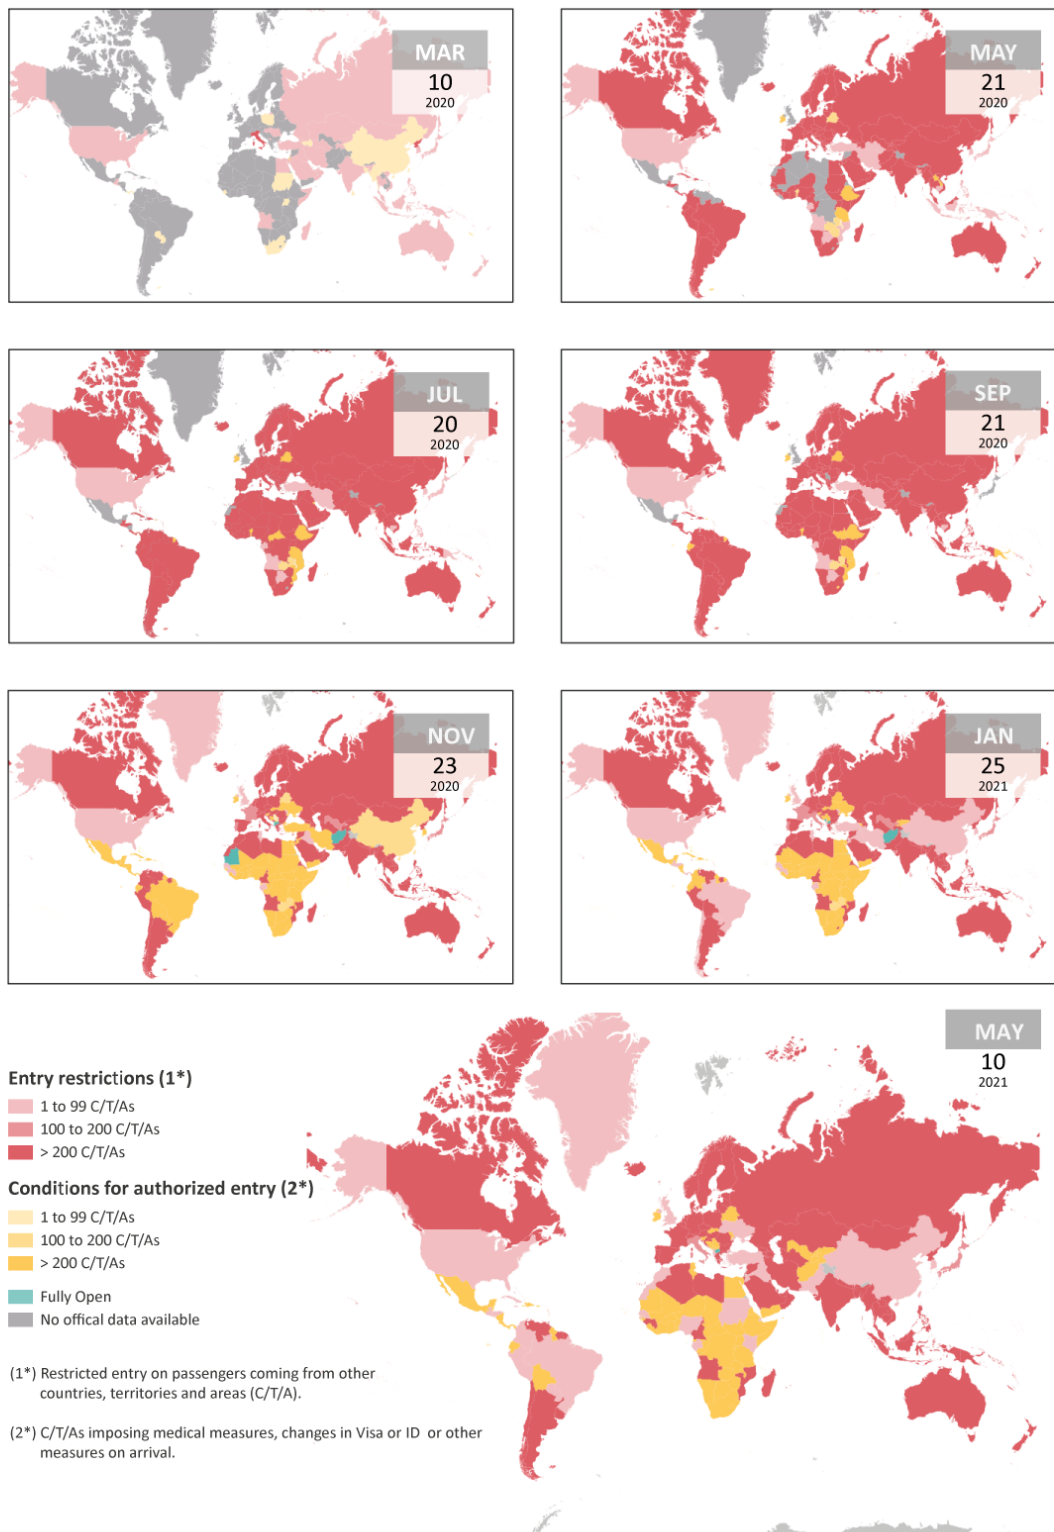 MAR
10
2020
MAY
21
2020
JUL
20
2020
SEP
21
2020
NOV
23
2020
JAN
25
2021
MAY
10
2021
Entry restrictions (1*)
1 to 99 C/T/As
100 to 200 C/T/As
> 200 C/T/As
Conditions for authorized entry (2*)
1 to 99 C/T/As
100 to 200 C/T/As
> 200 C/T/As
Fully Open
No offical data available
(1*) Restricted entry on passengers coming from other
countries, territories and areas (C/T/A).
(2*) C/T/As imposing medical measures, changes in Visa or ID or other
measures on arrival.